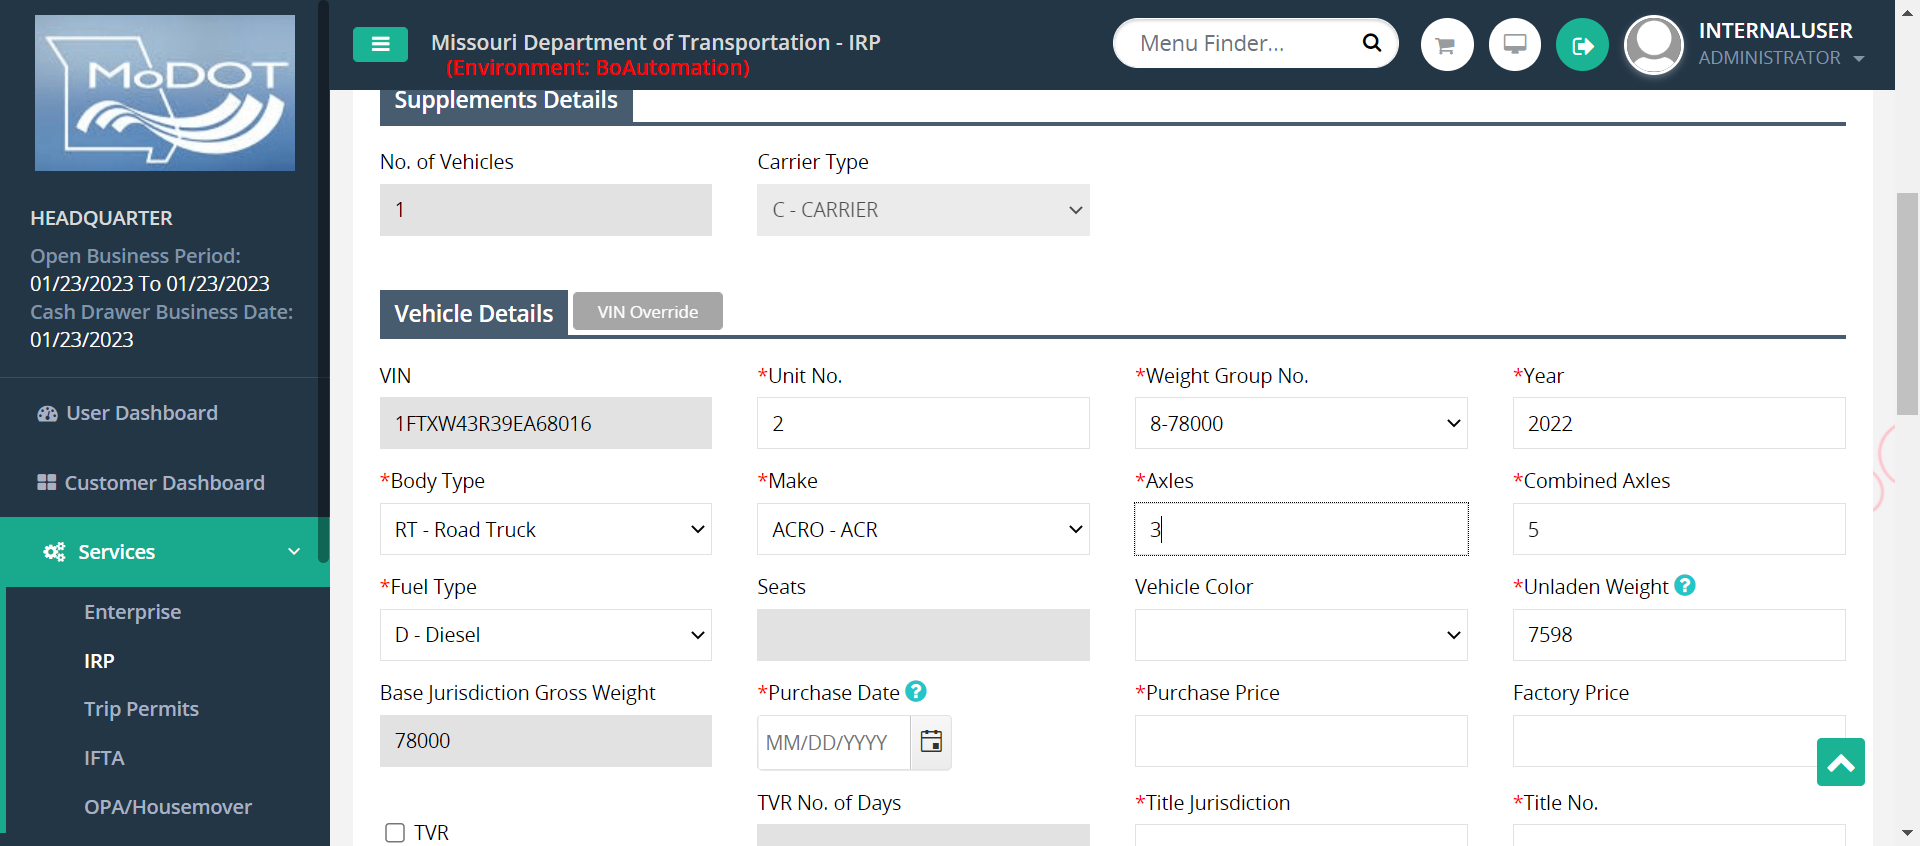 MoDOT
Missouri Department of Transportation - IRP
(Environment: BoAutomation)
Menu Finder...
INTERNALUSER
ADMINISTRATOR
HEADQUARTER
Open Business Period:
01/23/2023 To 01/23/2023
Cash Drawer Business Date:
01/23/2023
User Dashboard
Customer Dashboard
Services
Enterprise
IRP
Trip Permits
IFTA
OPA/Housemover
Supplements Details
No. of Vehicles
Carrier Type
1
C - CARRIER
Vehicle Details
VIN Override
VIN
*Unit No.
*Weight Group No.
*Year
1FTXW43R39EA68016
2
8-78000
2022
*Body Type
*Make
*Axles
*Combined Axles
RT - Road Truck
ACRO - ACR
3
5
*Fuel Type
Seats
Vehicle Color
*Unladen Weight ?
D - Diesel
7598
Base Jurisdiction Gross Weight
*Purchase Date ?
*Purchase Price
Factory Price
78000
MM/DD/YYYY
TVR
TVR No. of Days
*Title Jurisdiction
*Title No.